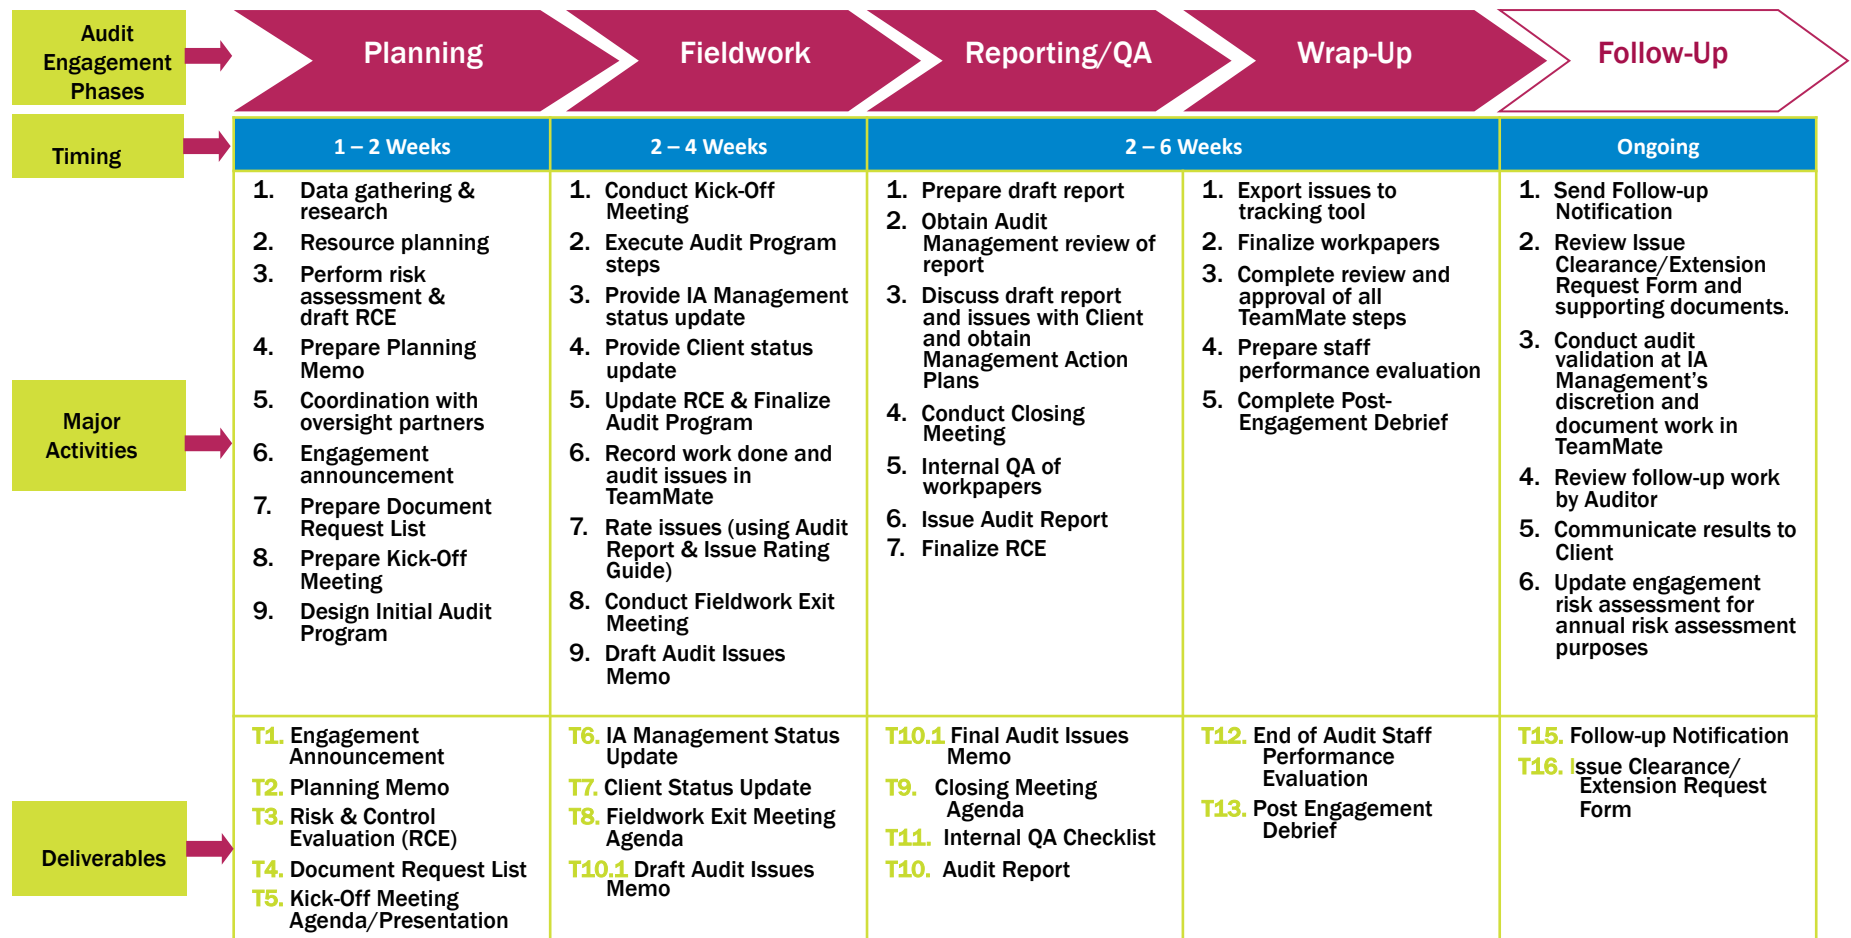 Audit
Engagement
Phases
Planning
Fieldwork
Reporting/QA
Wrap-Up
Follow-Up
Timing
1 – 2 Weeks
2 – 4 Weeks
2 – 6 Weeks
Ongoing
Major
Activities
1. Data gathering &
research
2. Resource planning
3. Perform risk
assessment &
draft RCE
4. Prepare Planning
Memo
5. Coordination with
oversight partners
6. Engagement
announcement
7. Prepare Document
Request List
8. Prepare Kick-Off
Meeting
9. Design Initial Audit
Program
1. Conduct Kick-Off
Meeting
2. Execute Audit Program
steps
3. Provide IA Management
status update
4. Provide Client status
update
5. Update RCE & Finalize
Audit Program
6. Record work done and
audit issues in
TeamMate
7. Rate issues (using Audit
Report & Issue Rating
Guide)
8. Conduct Fieldwork Exit
Meeting
9. Draft Audit Issues
Memo
1. Prepare draft report
2. Obtain Audit
Management review of
report
3. Discuss draft report
and issues with Client
and obtain
Management Action
Plans
4. Conduct Closing
Meeting
5. Internal QA of
workpapers
6. Issue Audit Report
7. Finalize RCE
1. Export issues to
tracking tool
2. Finalize workpapers
3. Complete review and
approval of all
TeamMate steps
4. Prepare staff
performance evaluation
5. Complete Post-
Engagement Debrief
1. Send Follow-up
Notification
2. Review Issue
Clearance/Extension
Request Form and
supporting documents.
3. Conduct audit
validation at IA
Management's
discretion and
document work in
TeamMate
4. Review follow-up work
by Auditor
5. Communicate results to
Client
6. Update engagement
risk assessment for
annual risk assessment
purposes
Deliverables
T1. Engagement
Announcement
T2. Planning Memo
T3. Risk & Control
Evaluation (RCE)
T4. Document Request List
T5. Kick-Off Meeting
Agenda/Presentation
T6. IA Management Status
Update
T7. Client Status Update
T8. Fieldwork Exit Meeting
Agenda
T10.1 Draft Audit Issues
Memo
T10.1 Final Audit Issues
Memo
T9. Closing Meeting
Agenda
T11. Internal QA Checklist
T10. Audit Report
T12. End of Audit Staff
Performance
Evaluation
T13. Post Engagement
Debrief
T15. Follow-up Notification
T16. Issue Clearance/
Extension Request
Form